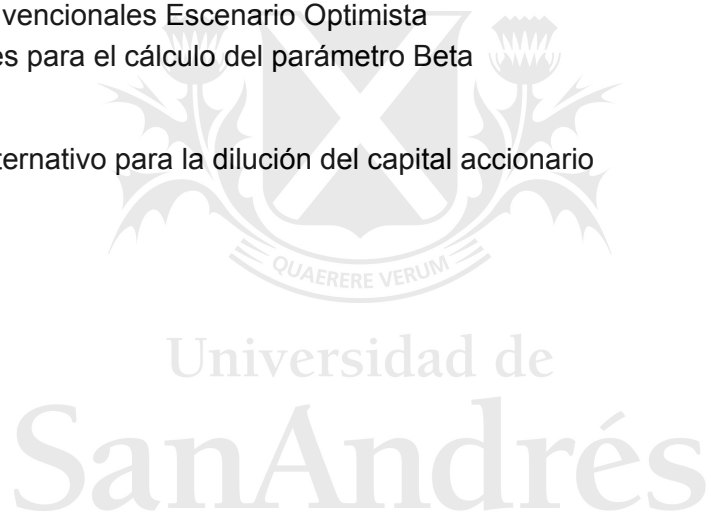 vencionales Escenario Optimista
es para el cálculo del parámetro Beta
ternativo para la dilución del capital accionario
QUAERERE VERUM
Universidad de
SanAndrés